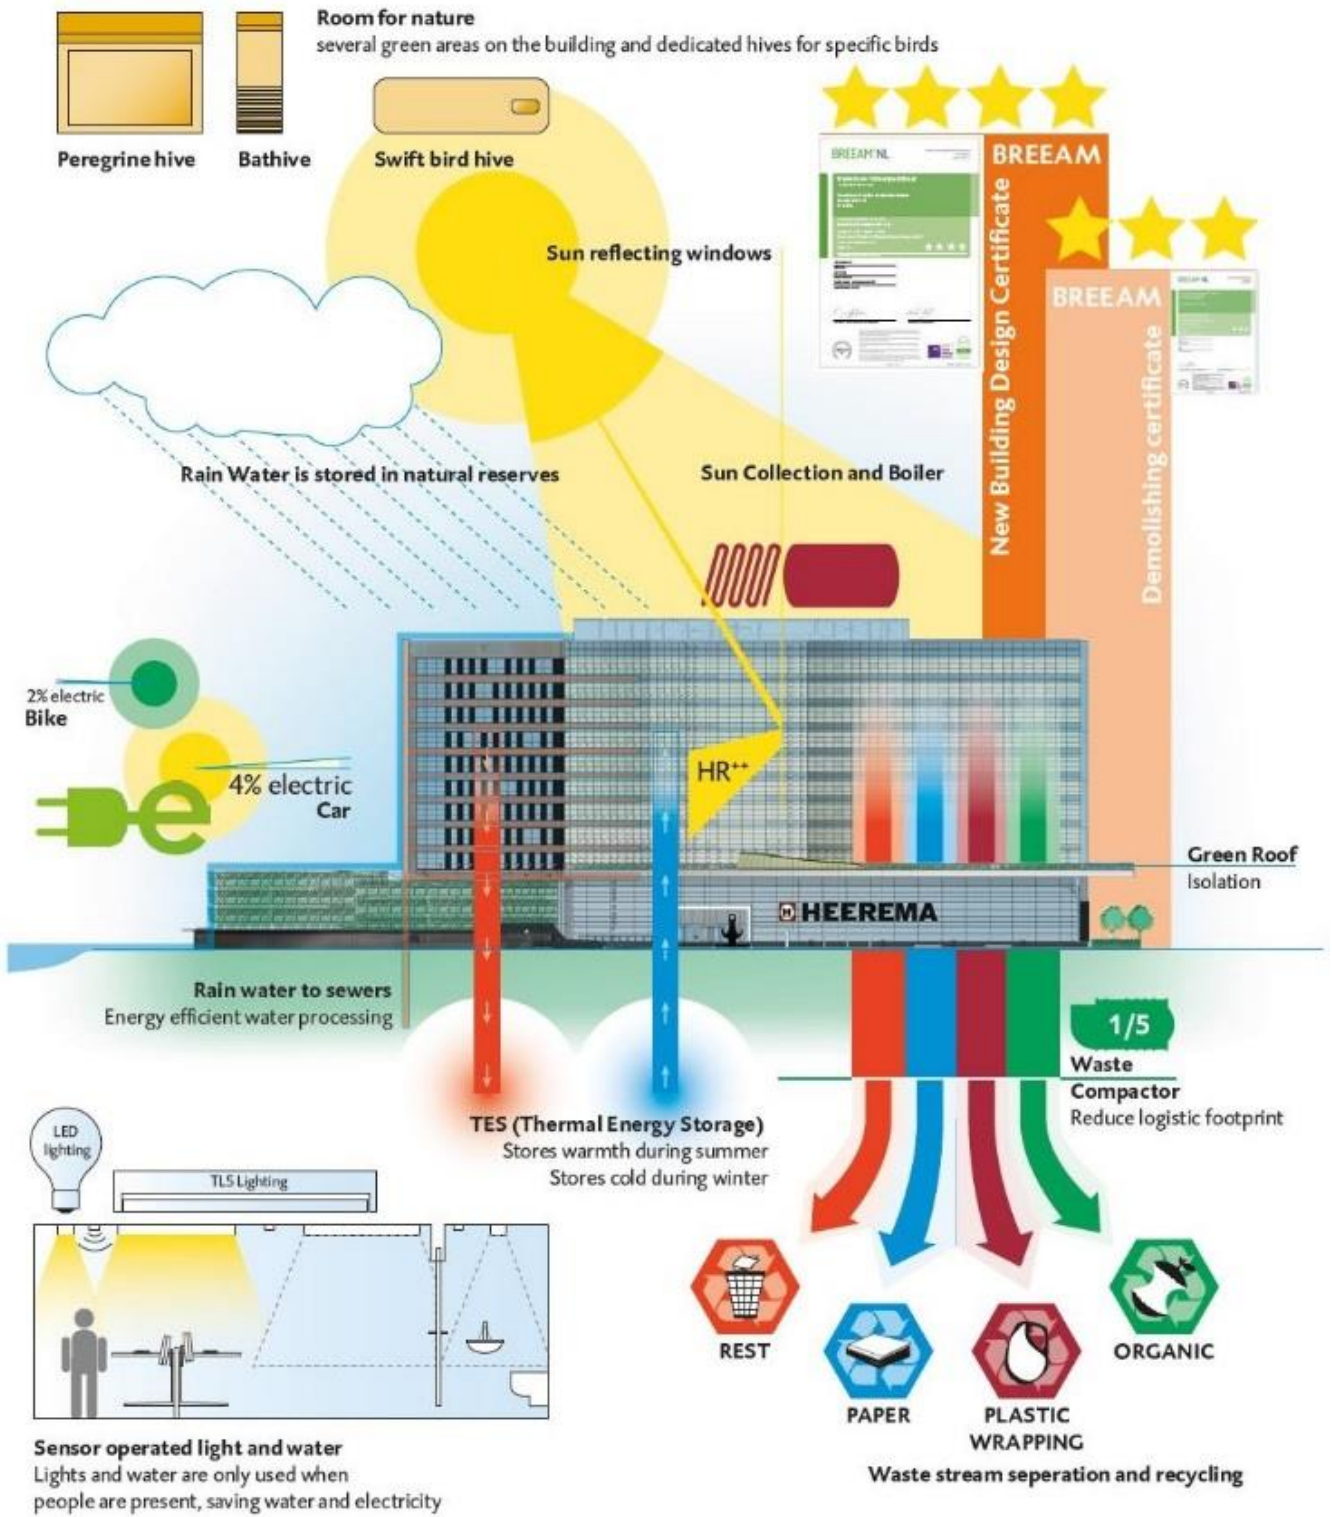 Room for nature
several green areas on the building and dedicated hives for specific birds
Peregrine hive
Bathive
Swift bird hive
BREEAM®NL
BREEAM
New Building Design Certificate
BREEAM
Demolishing certificate
Sun reflecting windows
Rain Water is stored in natural reserves
Sun Collection and Boiler
2% electric
Bike
4% electric
Car
HR++
Green Roof
Isolation
HEEREMA
Rain water to sewers
Energy efficient water processing
1/5
Waste
Compactor
Reduce logistic footprint
TES (Thermal Energy Storage)
Stores warmth during summer
Stores cold during winter
LED
lighting
TL5 Lighting
REST
PAPER
PLASTIC
WRAPPING
ORGANIC
Waste stream seperation and recycling
Sensor operated light and water
Lights and water are only used when
people are present, saving water and electricity